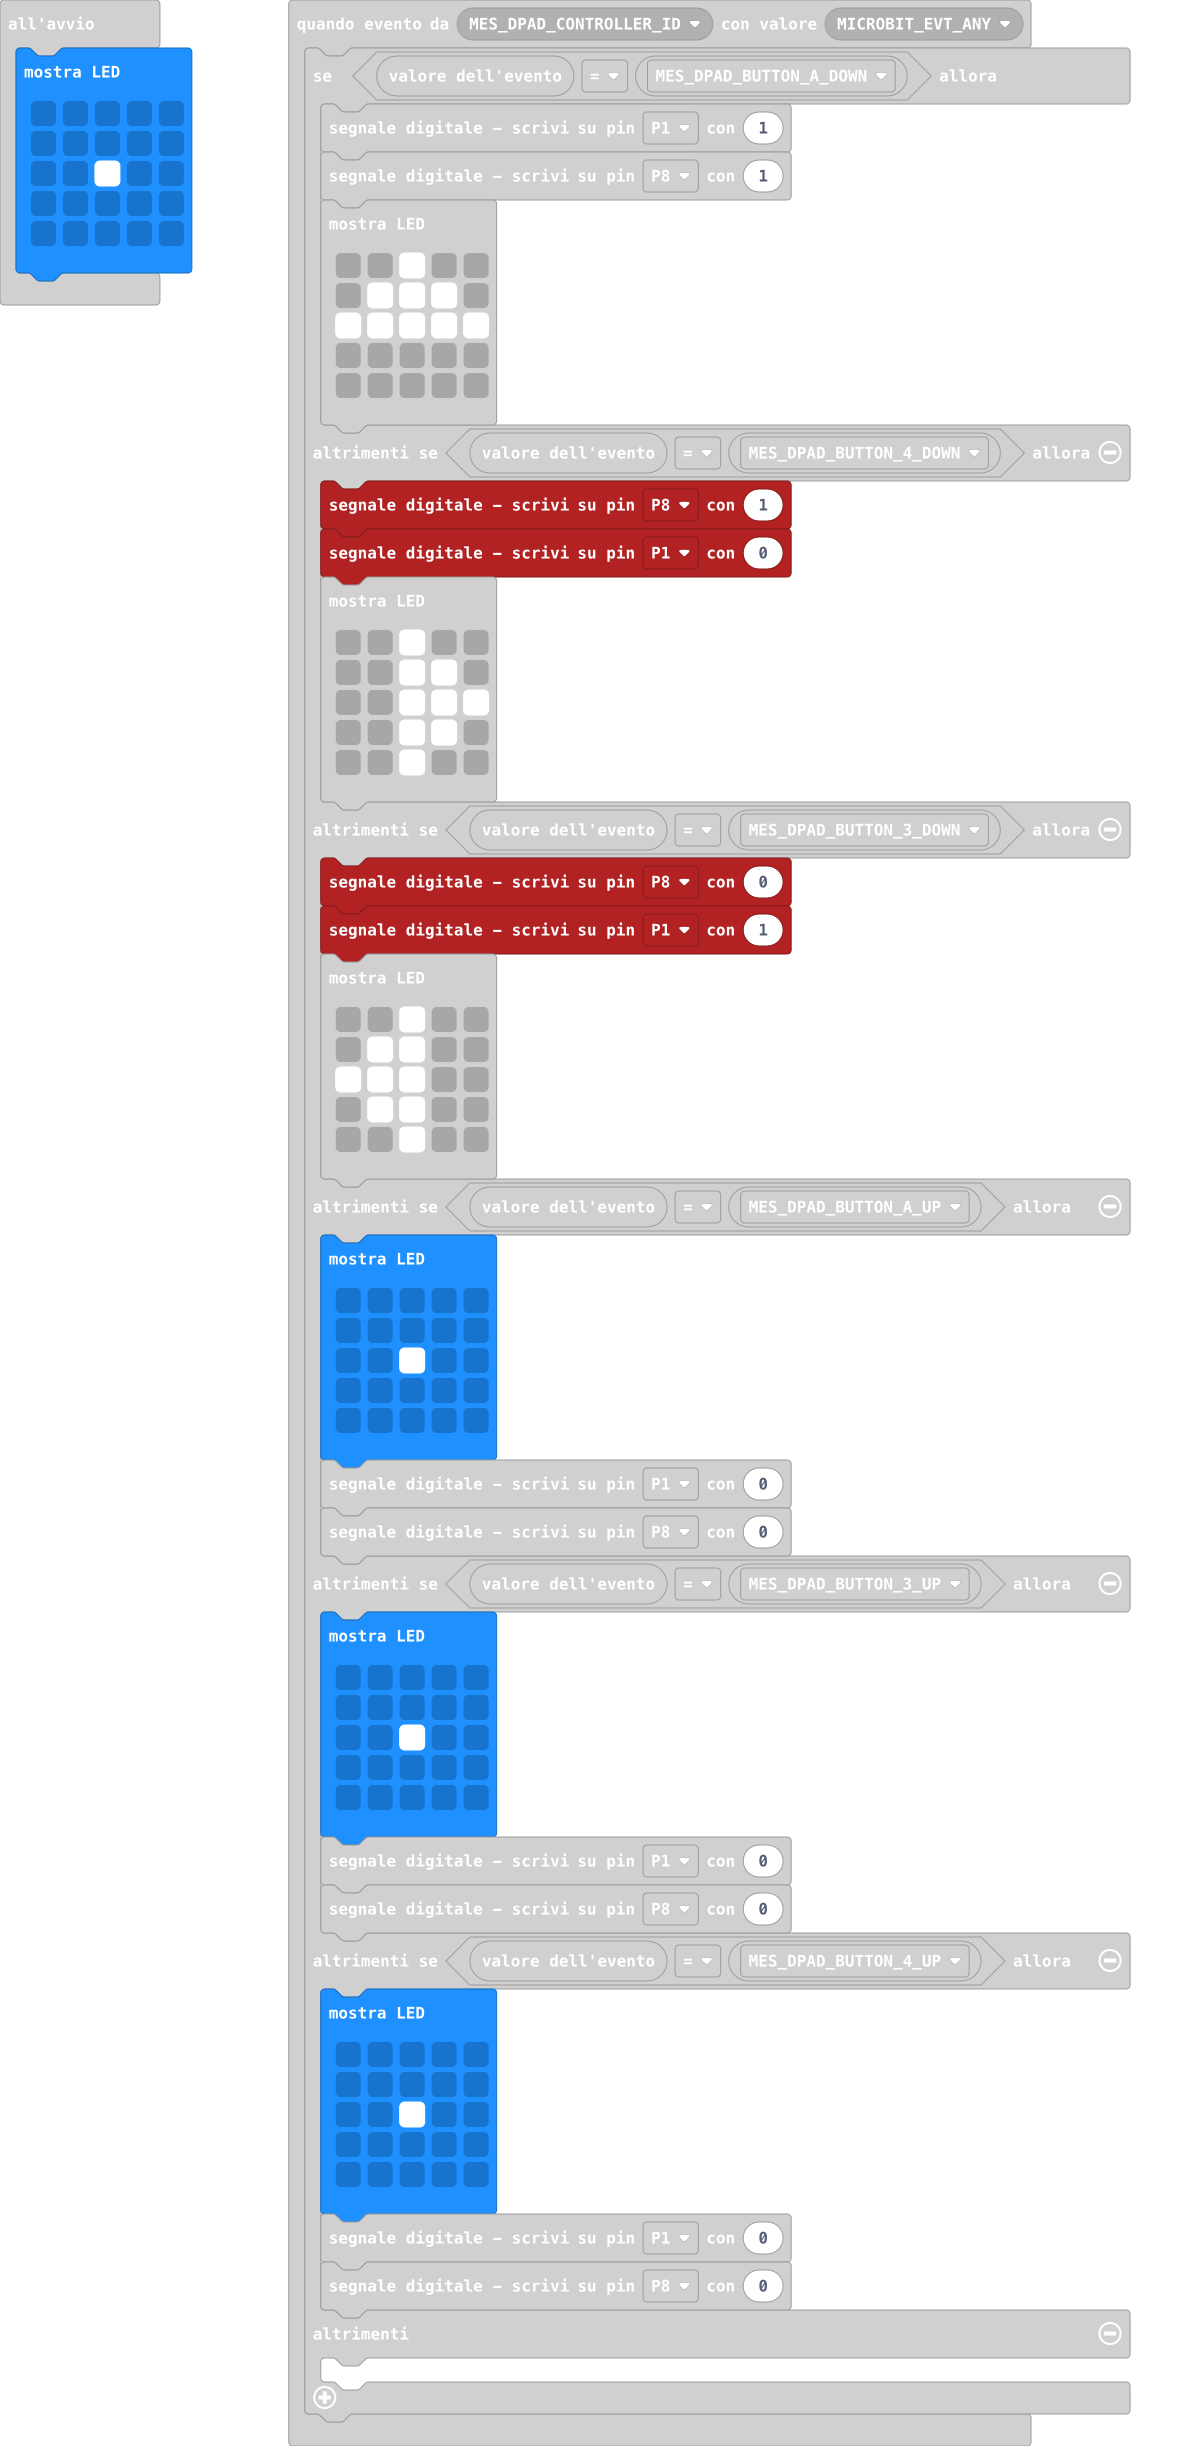 all'avvio
mostra LED
quando evento da MES_DPAD_CONTROLLER_ID con valore MICROBIT_EVT_ANY
se valore dell'evento = MES_DPAD_BUTTON_A_DOWN allora
segnale digitale – scrivi su pin P1 con 1
segnale digitale – scrivi su pin P8 con 1
mostra LED
altrimenti se valore dell'evento = MES_DPAD_BUTTON_4_DOWN allora
segnale digitale – scrivi su pin P8 con 1
segnale digitale – scrivi su pin P1 con 0
mostra LED
altrimenti se valore dell'evento = MES_DPAD_BUTTON_3_DOWN allora
segnale digitale – scrivi su pin P8 con 0
segnale digitale – scrivi su pin P1 con 1
mostra LED
altrimenti se valore dell'evento = MES_DPAD_BUTTON_A_UP allora
mostra LED
segnale digitale – scrivi su pin P1 con 0
segnale digitale – scrivi su pin P8 con 0
altrimenti se valore dell'evento = MES_DPAD_BUTTON_3_UP allora
mostra LED
segnale digitale – scrivi su pin P1 con 0
segnale digitale – scrivi su pin P8 con 0
altrimenti se valore dell'evento = MES_DPAD_BUTTON_4_UP allora
mostra LED
segnale digitale – scrivi su pin P1 con 0
segnale digitale – scrivi su pin P8 con 0
altrimenti